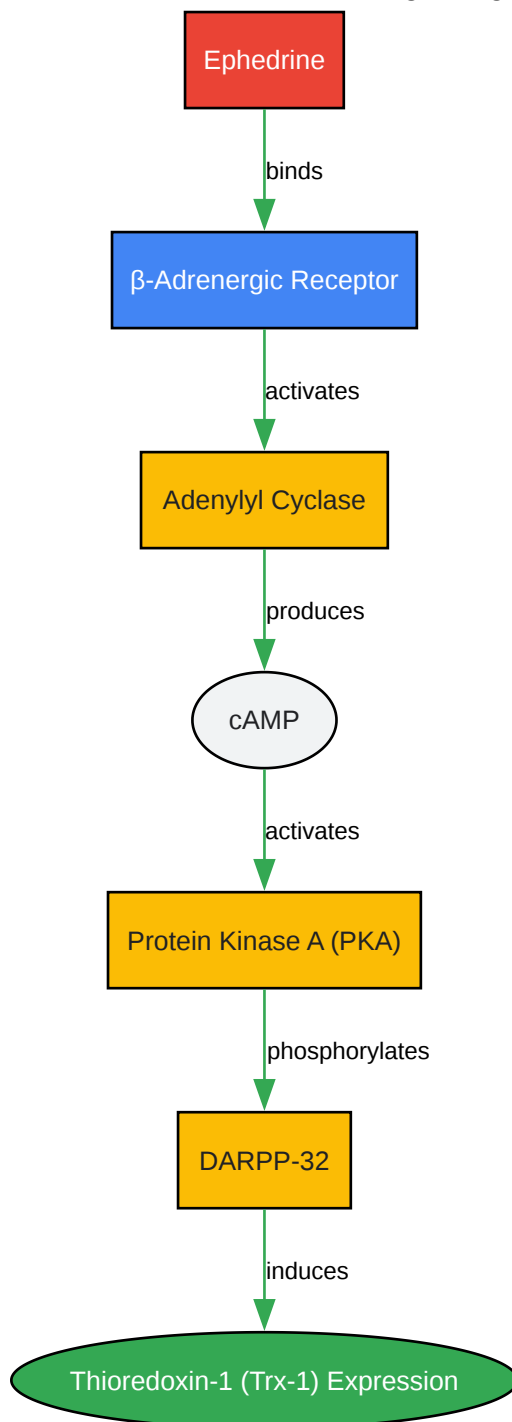 Ephedrine
binds
β-Adrenergic Receptor
activates
Adenylyl Cyclase
produces
cAMP
activates
Protein Kinase A (PKA)
phosphorylates
DARPP-32
induces
Thioredoxin-1 (Trx-1) Expression